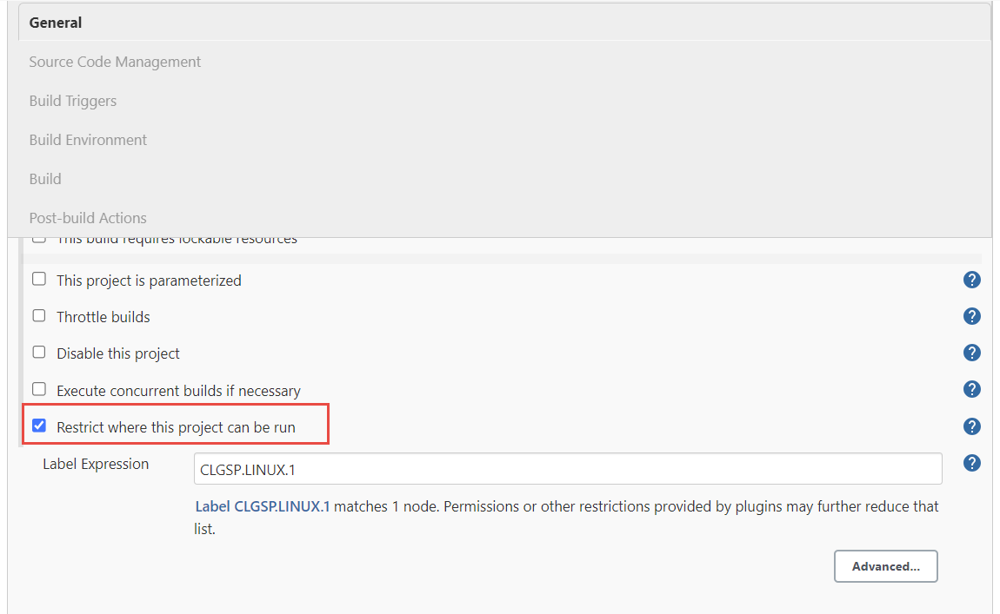 General
Source Code Management
Build Triggers
Build Environment
Build
Post-build Actions
This build requires lockable resources
This project is parameterized
?
Throttle builds
?
Disable this project
?
Execute concurrent builds if necessary
?
Restrict where this project can be run
?
Label Expression
CLGSP.LINUX.1
?
Label CLGSP.LINUX.1 matches 1 node. Permissions or other restrictions provided by plugins may further reduce that
list.
Advanced...